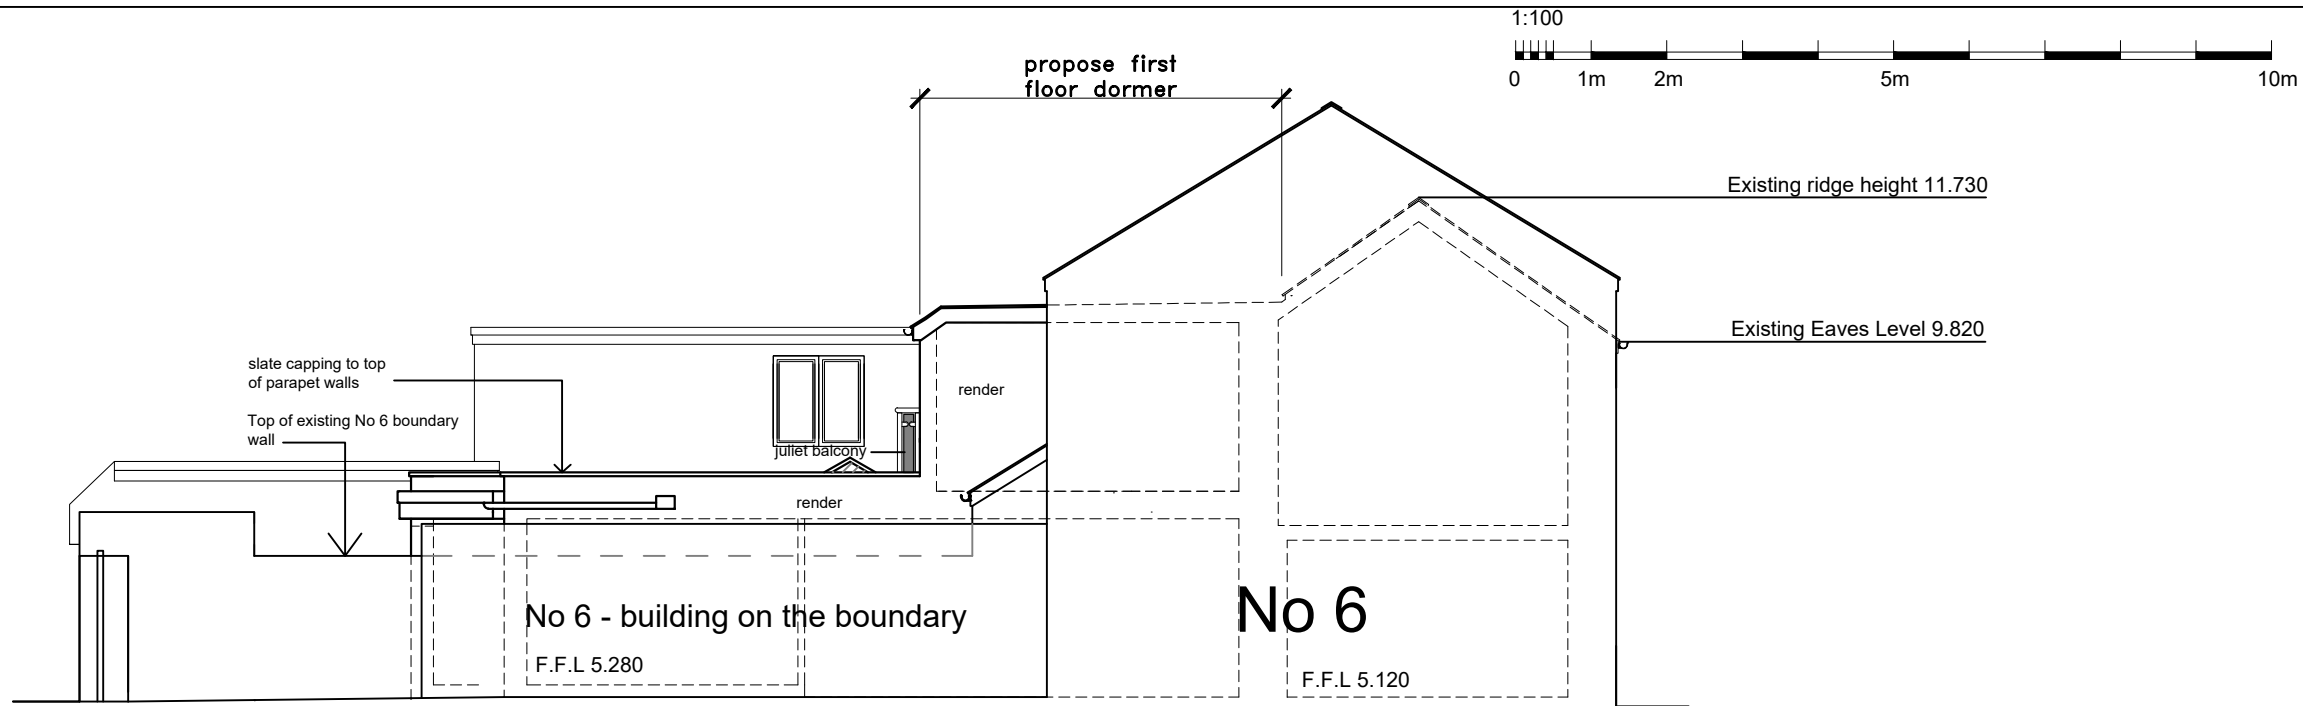 1:100
0 1m 2m 5m 10m
propose first
floor dormer
Existing ridge height 11.730
Existing Eaves Level 9.820
slate capping to top
of parapet walls
Top of existing No 6 boundary
wall
render
juliet balcony
render
No 6 - building on the boundary
No 6
F.F.L 5.280
F.F.L 5.120